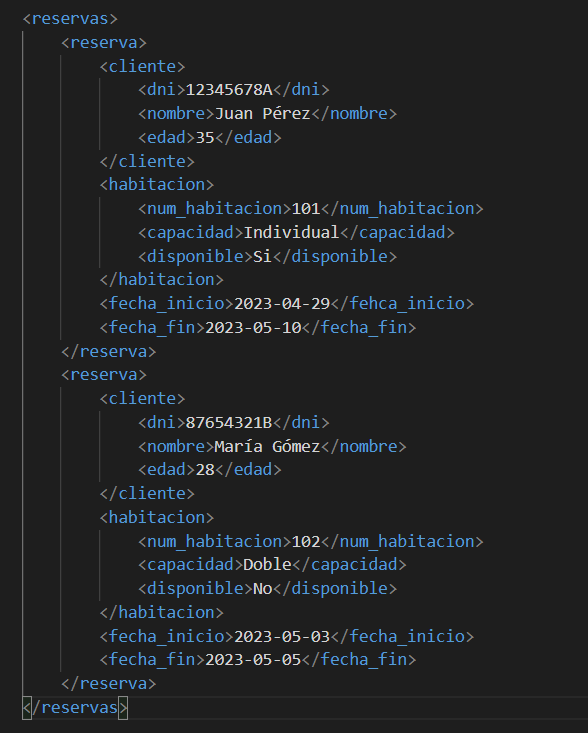 <reservas>
<reserva>
<cliente>
<dni>12345678A</dni>
<nombre>Juan Pérez</nombre>
<edad>35</edad>
</cliente>
<habitacion>
<num_habitacion>101</num_habitacion>
<capacidad>Individual</capacidad>
<disponible>Si</disponible>
</habitacion>
<fecha_inicio>2023-04-29</fehca_inicio>
<fecha_fin>2023-05-10</fecha_fin>
</reserva>
<reserva>
<cliente>
<dni>87654321B</dni>
<nombre>María Gómez</nombre>
<edad>28</edad>
</cliente>
<habitacion>
<num_habitacion>102</num_habitacion>
<capacidad>Doble</capacidad>
<disponible>No</disponible>
</habitacion>
<fecha_inicio>2023-05-03</fecha_inicio>
<fecha_fin>2023-05-05</fecha_fin>
</reserva>
</reservas>